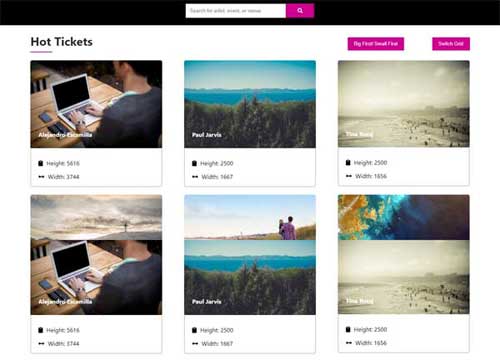 Search for artist, event, or venue
Hot Tickets
Big First/ Small First
Switch Grid
Alejandro Escamilla
Paul Jarvis
Tina Rataj
Height: 5616
Width: 3744
Height: 2500
Width: 1667
Height: 2500
Width: 1656
Alejandro Escamilla
Paul Jarvis
Height: 5616
Width: 3744
Height: 2500
Width: 1667
Height: 2500
Width: 1656